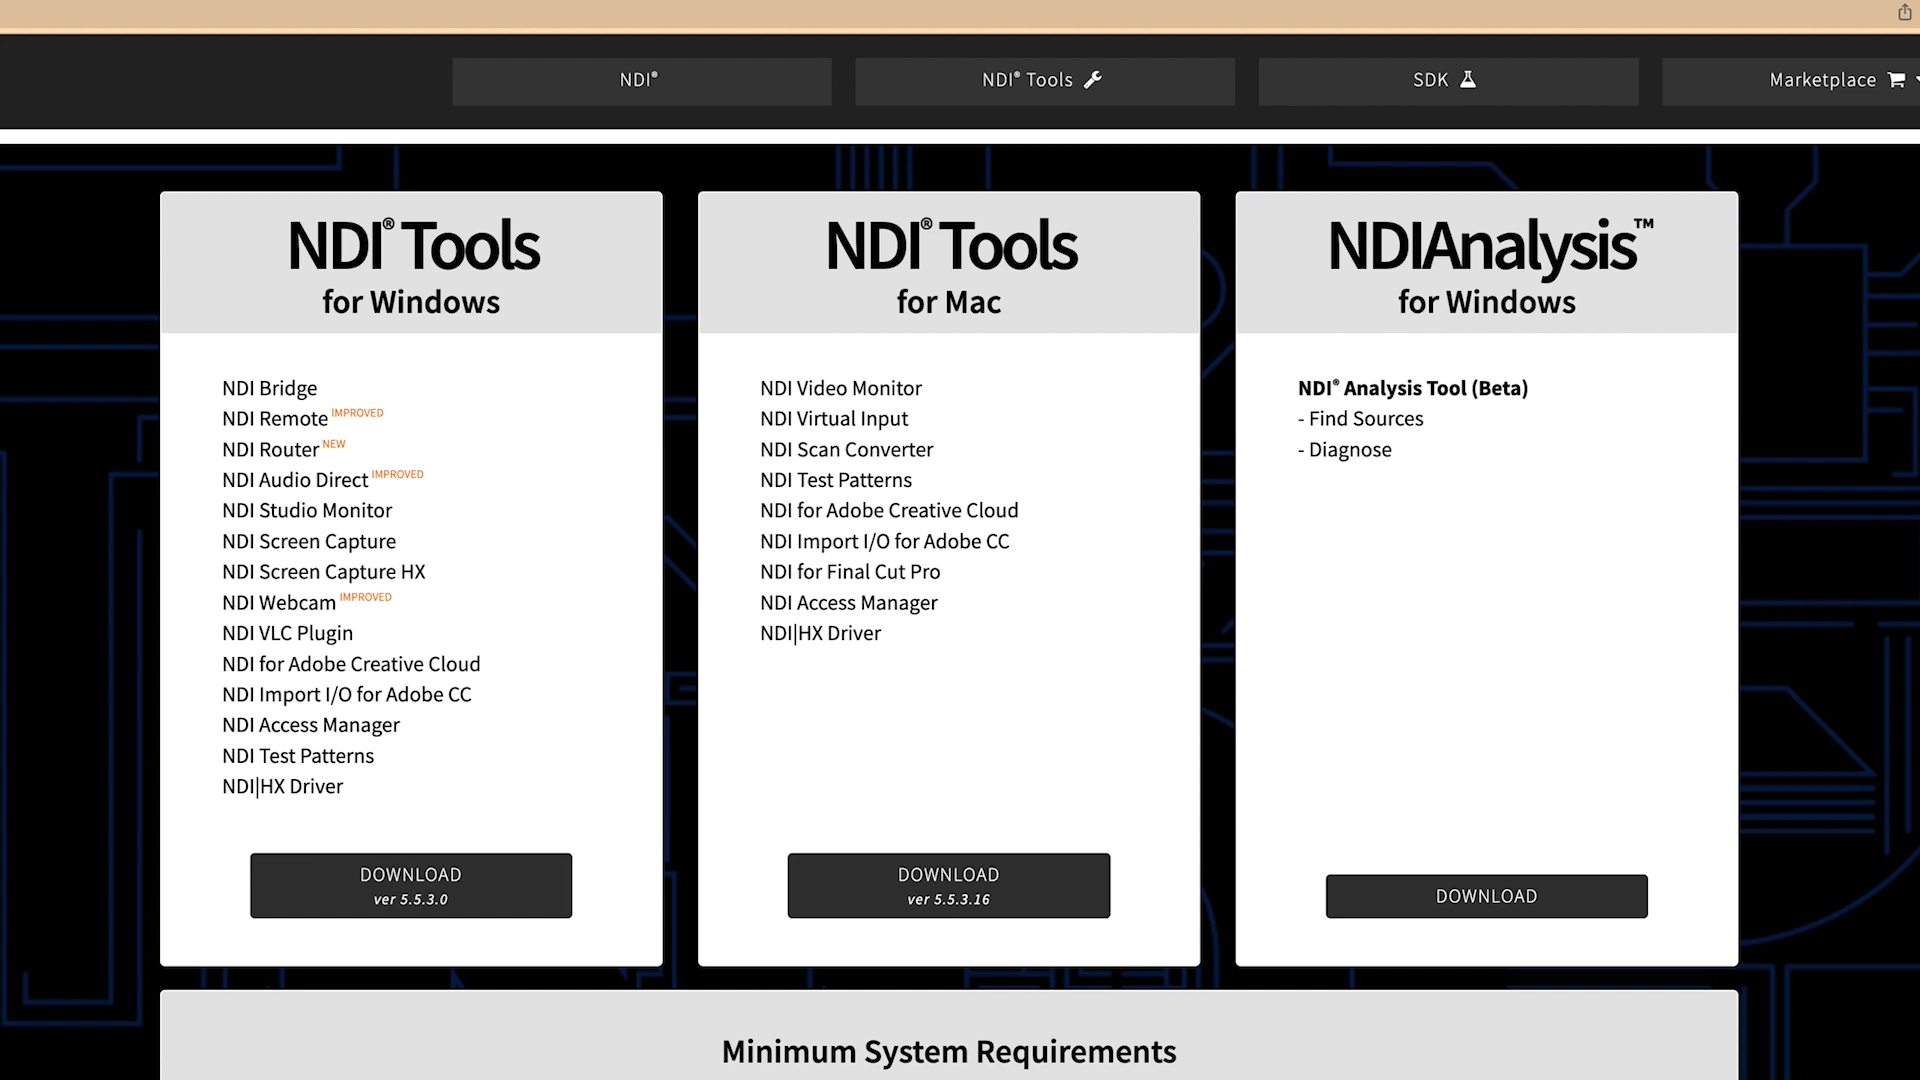 NDI®
NDI® Tools
SDK
Marketplace
NDI® Tools
for Windows
NDI Bridge
NDI Remote IMPROVED
NDI Router NEW
NDI Audio Direct IMPROVED
NDI Studio Monitor
NDI Screen Capture
NDI Screen Capture HX
NDI Webcam IMPROVED
NDI VLC Plugin
NDI for Adobe Creative Cloud
NDI Import I/O for Adobe CC
NDI Access Manager
NDI Test Patterns
NDI|HX Driver
DOWNLOAD
ver 5.5.3.0
NDI® Tools
for Mac
NDI Video Monitor
NDI Virtual Input
NDI Scan Converter
NDI Test Patterns
NDI for Adobe Creative Cloud
NDI Import I/O for Adobe CC
NDI for Final Cut Pro
NDI Access Manager
NDI|HX Driver
DOWNLOAD
ver 5.5.3.16
NDIAnalysis™
for Windows
NDI® Analysis Tool (Beta)
- Find Sources
- Diagnose
DOWNLOAD
Minimum System Requirements